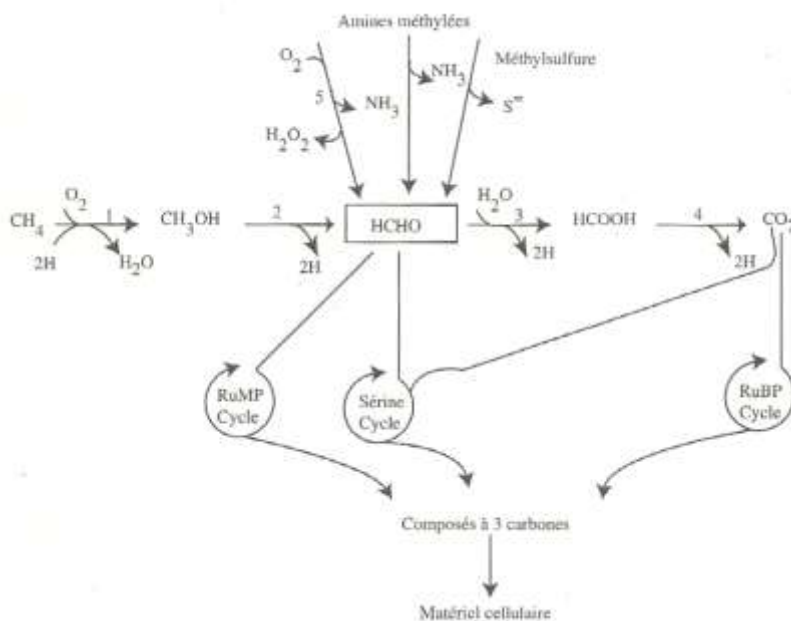 Amines méthylées
O2
NH3
Méthylsulfure
5
NH3
S=
H2O2
O2
H2O
CH4
1
CH3OH
2
HCHO
3
HCOOH
4
CO2
2H
H2O
2H
2H
2H
RuMP
Cycle
Sérine
Cycle
RuBP
Cycle
Composés à 3 carbones
Matériel cellulaire